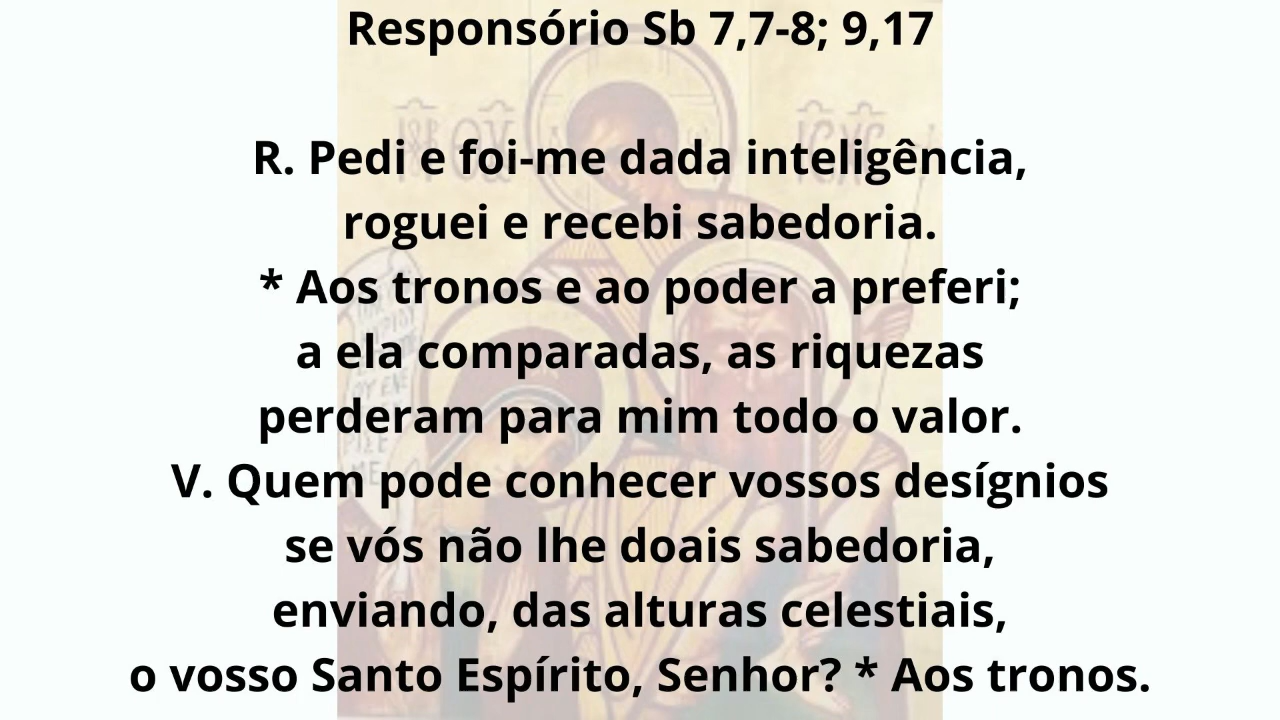 Responsório Sb 7,7-8; 9,17
R. Pedi e foi-me dada inteligência,
roguei e recebi sabedoria.
* Aos tronos e ao poder a preferi;
a ela comparadas, as riquezas
perderam para mim todo o valor.
V. Quem pode conhecer vossos desígnios
se vós não lhe doais sabedoria,
enviando, das alturas celestiais,
o vosso Santo Espírito, Senhor? * Aos tronos.